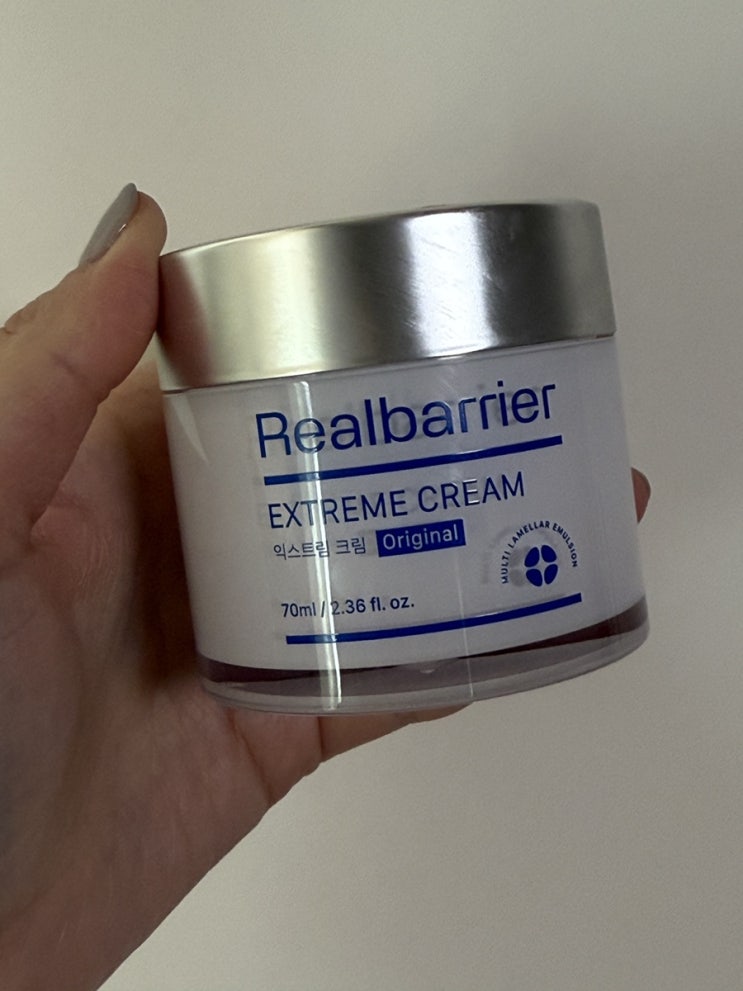 Realbarrier
EXTREME CREAM
익스트림 크림 Original
MULTI LAMELLAR EMULSION
70ml / 2.36 fl. oz.